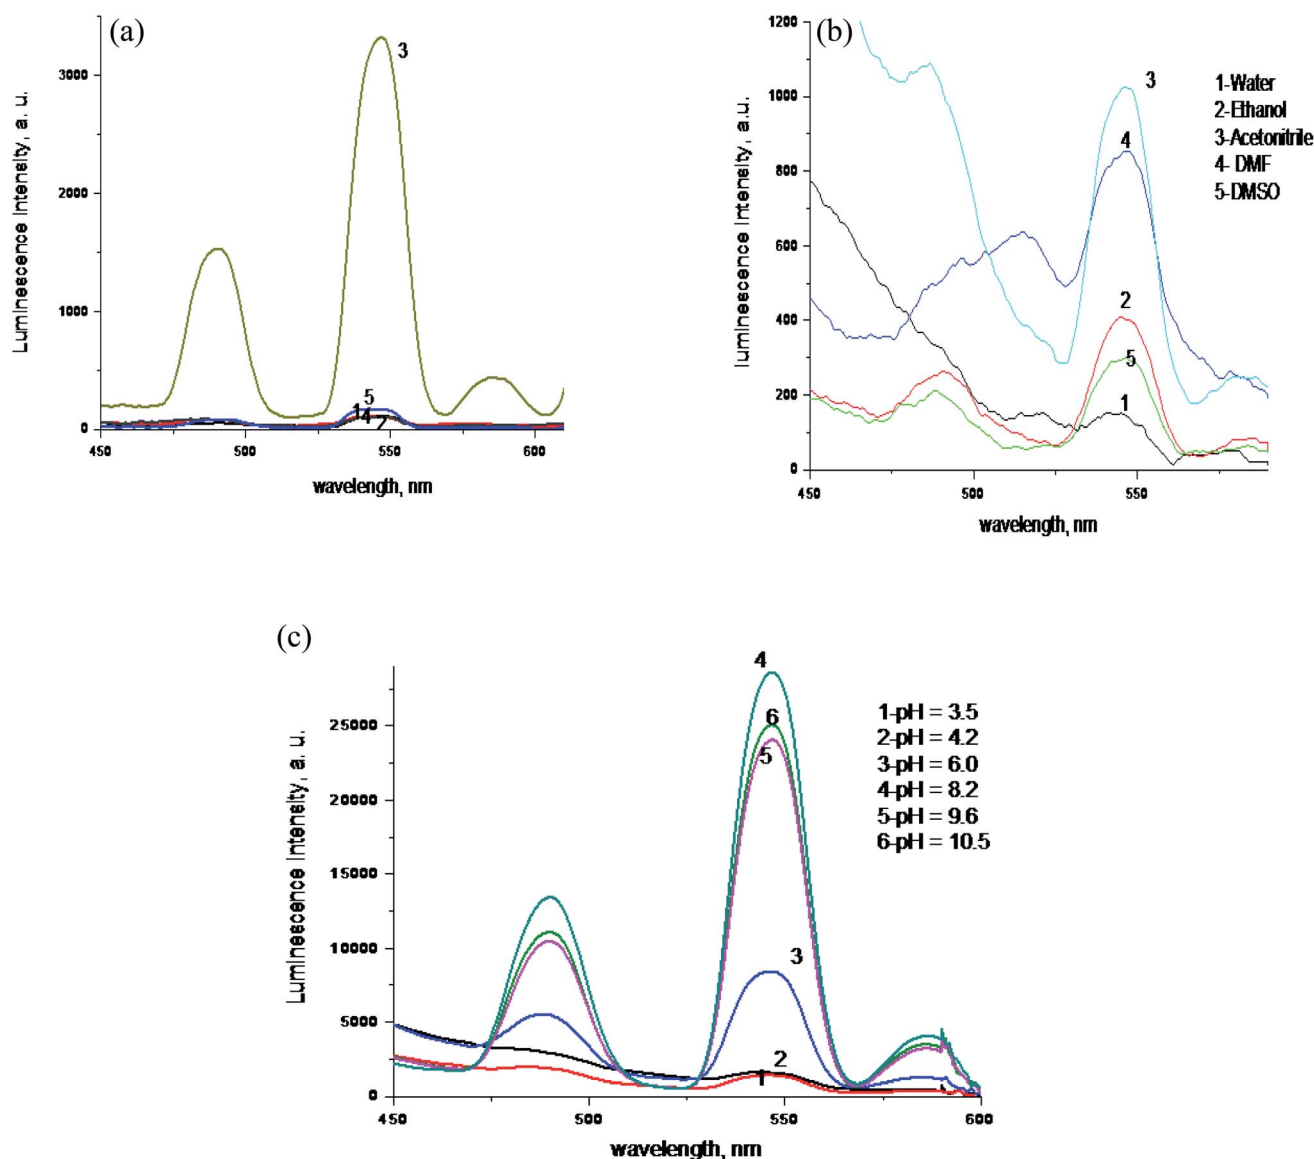 (a)
3
5
14
2
3000
2000
1000
0
450
500
550
600
Luminescence Intensity, a. u.
wavelength, nm
(b)
1200
1000
800
600
400
200
0
450
500
550
3
4
2
5
1
luminescence Intensity, a.u.
wavelength, nm
1-Water
2-Ethanol
3-Acetonitrile
4- DMF
5-DMSO
(c)
4
6
5
3
2
1
25000
20000
15000
10000
5000
0
450
500
550
600
Luminescence Intensity, a. u.
wavelength, nm
1-pH = 3.5
2-pH = 4.2
3-pH = 6.0
4-pH = 8.2
5-pH = 9.6
6-pH = 10.5